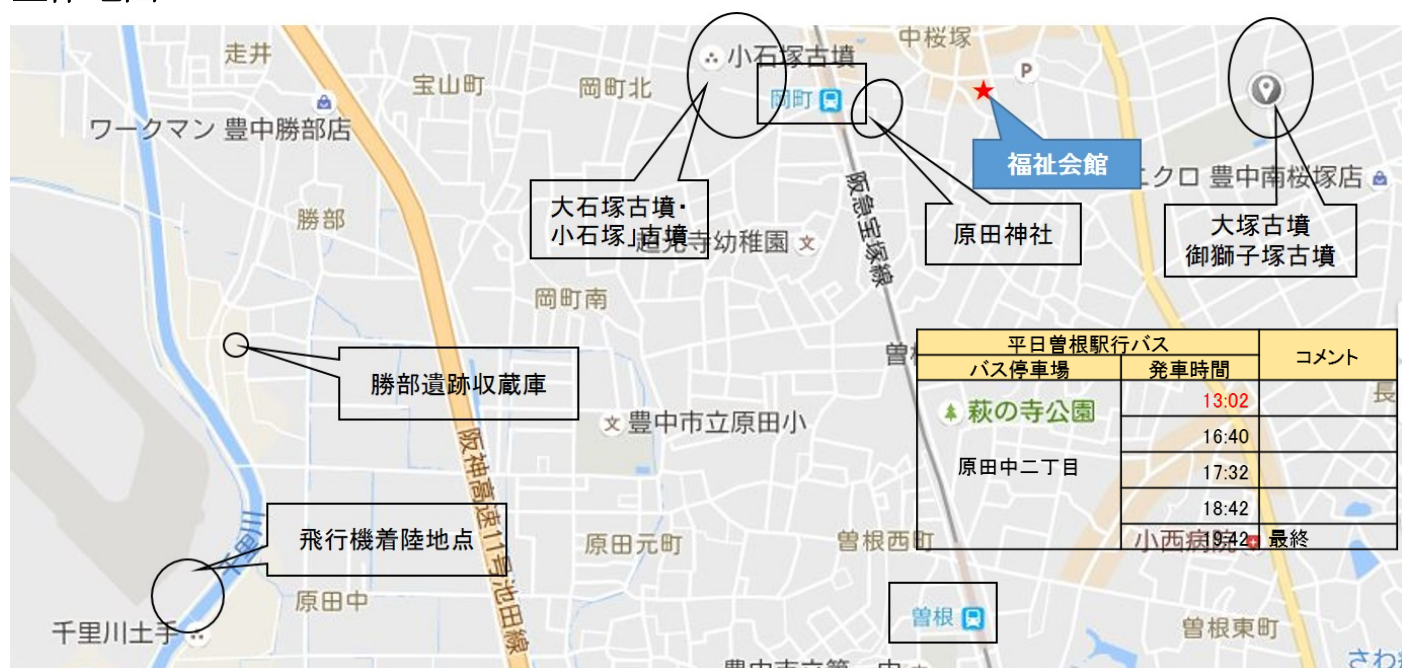 走井
宝山町
岡町北
小石塚古墳
中桜塚
P
岡町
ワークマン 豊中勝部店
福祉会館
ニクロ 豊中南桜塚店
勝部
大石塚古墳・
小石塚
古墳
幼稚園 文
阪急宝塚線
原田神社
大塚古墳
御獅子塚古墳
岡町南
勝部遺跡収蔵庫
平日曽根駅行バス
コメント
バス停車場
発車時間
萩の寺公園
原田中二丁目
13:02
16:40
17:32
18:42
19:42
最終
曽
長
文 豊中市立原田小
阪神高速11号池田線
飛行機着陸地点
原田元町
曽根西町
小西病院
原田中
千里川土手
曽根
曽根東町
さわ